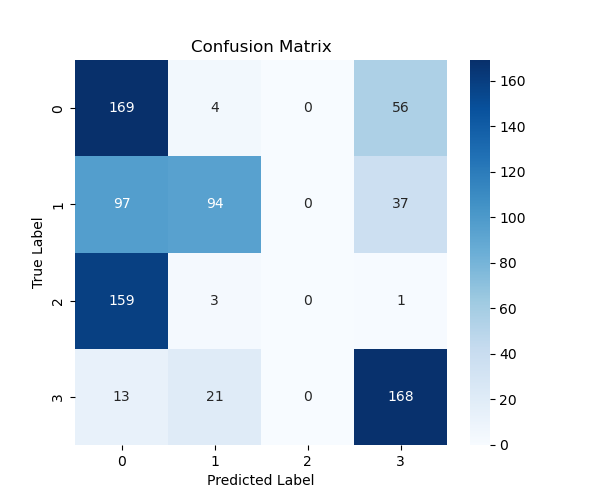 Confusion Matrix
True Label
0 169 4 0 56
1 97 94 0 37
2 159 3 0 1
3 13 21 0 168
0 1 2 3
Predicted Label
160
140
120
100
80
60
40
20
0